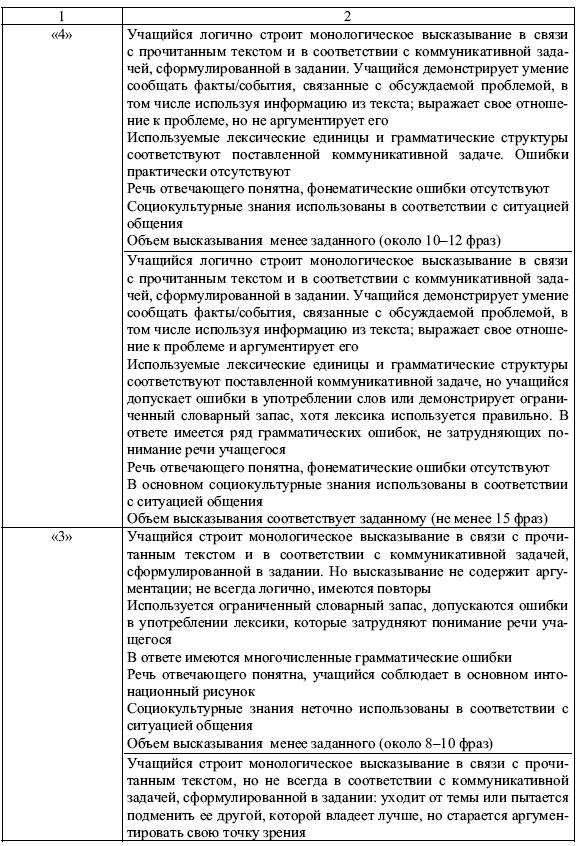 1 2
«4» Учащийся логично строит монологическое высказывание в связи
с прочитанным текстом и в соответствии с коммуникативной зада-
чей, сформулированной в задании. Учащийся демонстрирует умение
сообщать факты/события, связанные с обсуждаемой проблемой, в
том числе используя информацию из текста; выражает свое отноше-
ние к проблеме, но не аргументирует его
Используемые лексические единицы и грамматические структуры
соответствуют поставленной коммуникативной задаче. Ошибки
практически отсутствуют
Речь отвечающего понятна, фонематические ошибки отсутствуют
Социокультурные знания использованы в соответствии с ситуацией
общения
Объем высказывания менее заданного (около 10–12 фраз)
Учащийся логично строит монологическое высказывание в связи
с прочитанным текстом и в соответствии с коммуникативной зада-
чей, сформулированной в задании. Учащийся демонстрирует умение
сообщать факты/события, связанные с обсуждаемой проблемой, в
том числе используя информацию из текста; выражает свое отноше-
ние к проблеме и аргументирует его
Используемые лексические единицы и грамматические структуры
соответствуют поставленной коммуникативной задаче, но учащийся
допускает ошибки в употреблении слов или демонстрирует ограни-
ченный словарный запас, хотя лексика используется правильно. В
ответе имеется ряд грамматических ошибок, не затрудняющих по-
нимание речи учащегося
Речь отвечающего понятна, фонематические ошибки отсутствуют
В основном социокультурные знания использованы в соответствии
с ситуацией общения
Объем высказывания соответствует заданному (не менее 15 фраз)
«3» Учащийся строит монологическое высказывание в связи с прочи-
танным текстом и в соответствии с коммуникативной задачей,
сформулированной в задании. Но высказывание не содержит аргу-
ментации; не всегда логично, имеются повторы
Используется ограниченный словарный запас, допускаются ошибки
в употреблении лексики, которые затрудняют понимание речи уча-
щегося
В ответе имеются многочисленные грамматические ошибки
Речь отвечающего понятна, учащийся соблюдает в основном инто-
национный рисунок
Социокультурные знания неточно использованы в соответствии с
ситуацией общения
Объем высказывания менее заданного (около 8–10 фраз)
Учащийся строит монологическое высказывание в связи с прочи-
танным текстом, но не всегда в соответствии с коммуникативной
задачей, сформулированной в задании: уходит от темы или пытается
подменить ее другой, которой владеет лучше, но старается аргумен-
тировать свою точку зрения